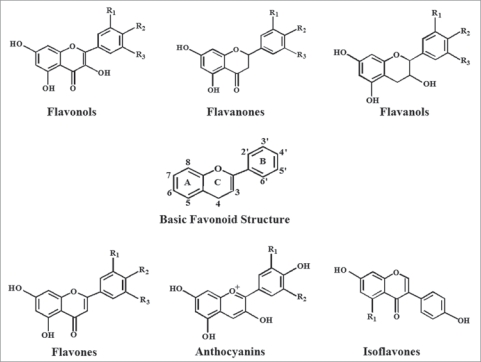 R1
R2
R3
HO
O
OH
OH
O
Flavonols
R1
R2
R3
HO
O
OH
O
Flavanones
R1
R2
R3
HO
O
OH
OH
Flavanols
3'
2'
4'
B
5'
6'
8
O
7
A
C
2
6
3
5
4
Basic Favonoid Structure
R1
R2
R3
HO
O
OH
O
Flavones
R1
OH
R2
HO
O+
OH
OH
Anthocyanins
HO
O
R1
O
OH
Isoflavones